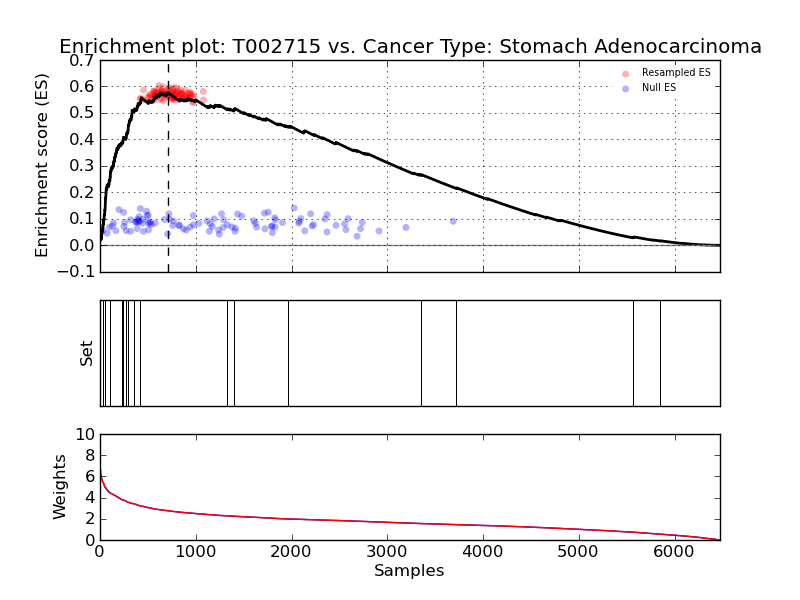 Enrichment plot: T002715 vs. Cancer Type: Stomach Adenocarcinoma
0.7
0.6
0.5
0.4
0.3
0.2
0.1
0.0
−0.1
Enrichment score (ES)
Resampled ES
Null ES
Set
10
8
6
4
2
0
Weights
0 1000 2000 3000 4000 5000 6000
Samples